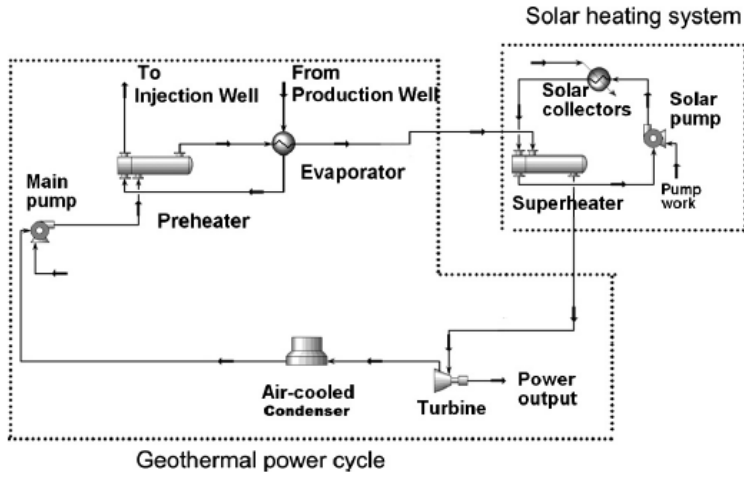 Solar heating system
To
Injection Well
From
Production Well
Solar
collectors
Solar
pump
Evaporator
Main
pump
Preheater
Superheater
Pump
work
Air-cooled
Condenser
Turbine
Power
output
Geothermal power cycle